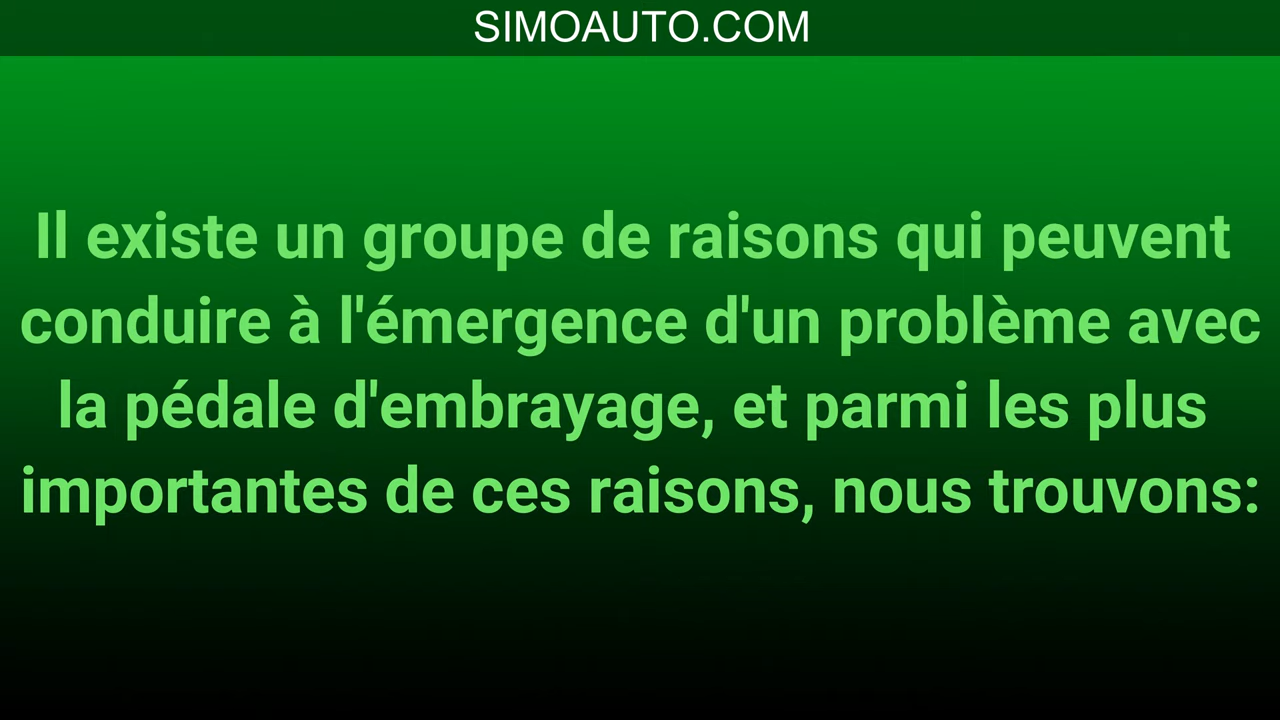 SIMOAUTO.COM
Il existe un groupe de raisons qui peuvent
conduire à l'émergence d'un problème avec
la pédale d'embrayage, et parmi les plus
importantes de ces raisons, nous trouvons: